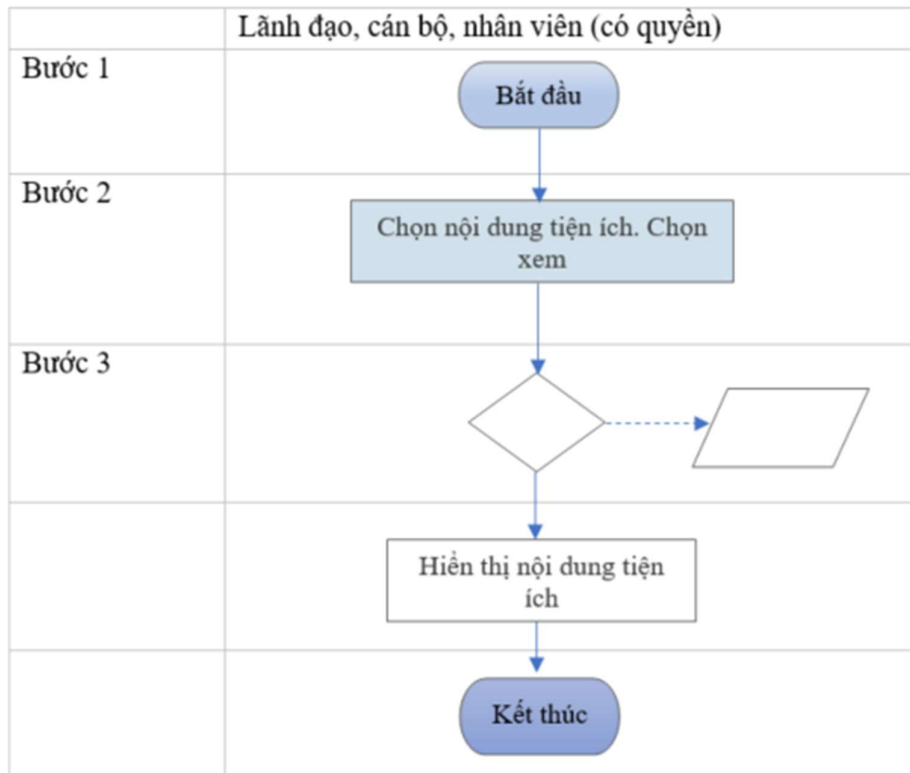 Lãnh đạo, cán bộ, nhân viên (có quyền)
Bước 1
Bắt đầu
Bước 2
Chọn nội dung tiện ích. Chọn
xem
Bước 3
Hiển thị nội dung tiện
ích
Kết thúc